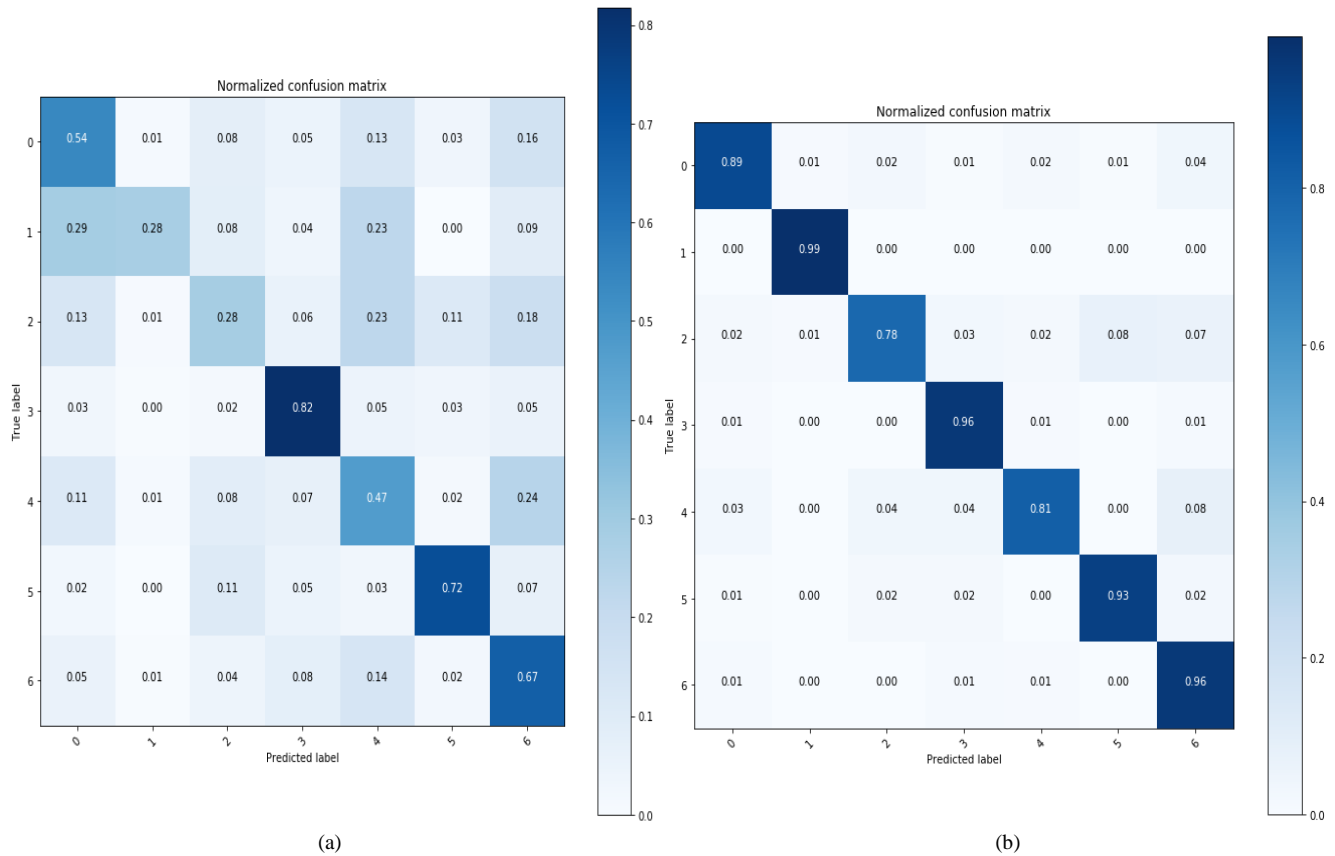 Normalized confusion matrix
0 0.54 0.01 0.08 0.05 0.13 0.03 0.16
1 0.29 0.28 0.08 0.04 0.23 0.00 0.09
2 0.13 0.01 0.28 0.06 0.23 0.11 0.18
3 0.03 0.00 0.02 0.82 0.05 0.03 0.05
4 0.11 0.01 0.08 0.07 0.47 0.02 0.24
5 0.02 0.00 0.11 0.05 0.03 0.72 0.07
6 0.05 0.01 0.04 0.08 0.14 0.02 0.67
0 1 2 3 4 5 6
True label
Predicted label
0.8
0.7
0.6
0.5
0.4
0.3
0.2
0.1
0.0
(a)
Normalized confusion matrix
0 0.89 0.01 0.02 0.01 0.02 0.01 0.04
1 0.00 0.99 0.00 0.00 0.00 0.00 0.00
2 0.02 0.01 0.78 0.03 0.02 0.08 0.07
3 0.01 0.00 0.00 0.96 0.01 0.00 0.01
4 0.03 0.00 0.04 0.04 0.81 0.00 0.08
5 0.01 0.00 0.02 0.02 0.00 0.93 0.02
6 0.01 0.00 0.00 0.01 0.01 0.00 0.96
0 1 2 3 4 5 6
True label
Predicted label
0.8
0.6
0.4
0.2
0.0
(b)